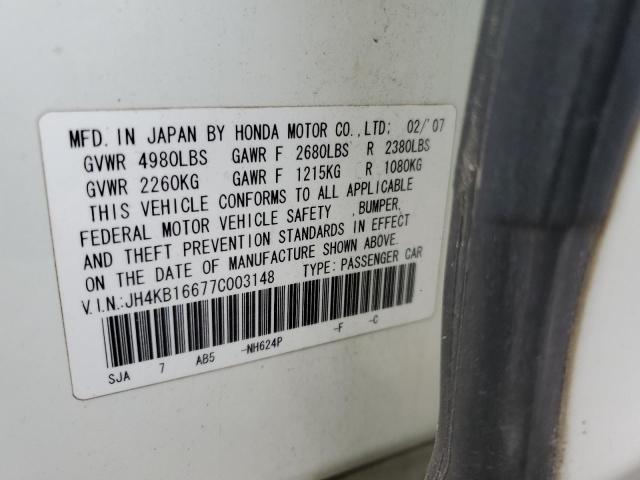 MFD. IN JAPAN BY HONDA MOTOR CO., LTD; 02/'07
GVWR 4980LBS GAWR F 2680LBS R 2380LBS
GVWR 2260KG GAWR F 1215KG R 1080KG
THIS VEHICLE CONFORMS TO ALL APPLICABLE
FEDERAL MOTOR VEHICLE SAFETY ,BUMPER,
AND THEFT PREVENTION STANDARDS IN EFFECT
ON THE DATE OF MANUFACTURE SHOWN ABOVE.
V.I.N.:JH4KB16677C003148 TYPE: PASSENGER CAR
SJA 7 AB5 -NH624P -F -C